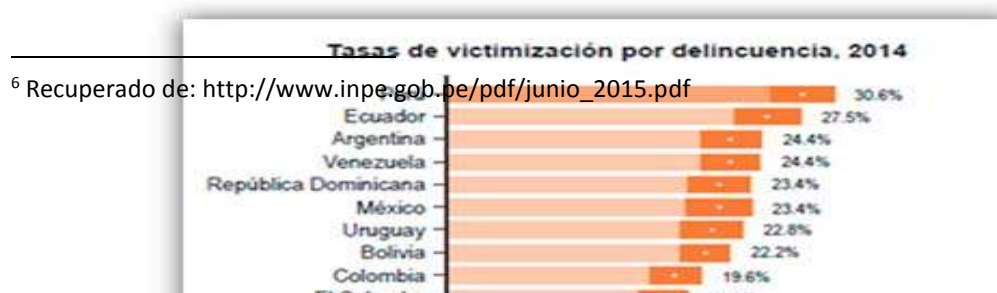 Tasas de victimización por delincuencia, 2014
⁶ Recuperado de: http://www.inpe.gob.pe/pdf/junio_2015.pdf
30.6%
Ecuador 27.5%
Argentina 24.4%
Venezuela 24.4%
República Dominicana 23.4%
México 23.4%
Uruguay 22.8%
Bolivia 22.2%
Colombia 19.6%